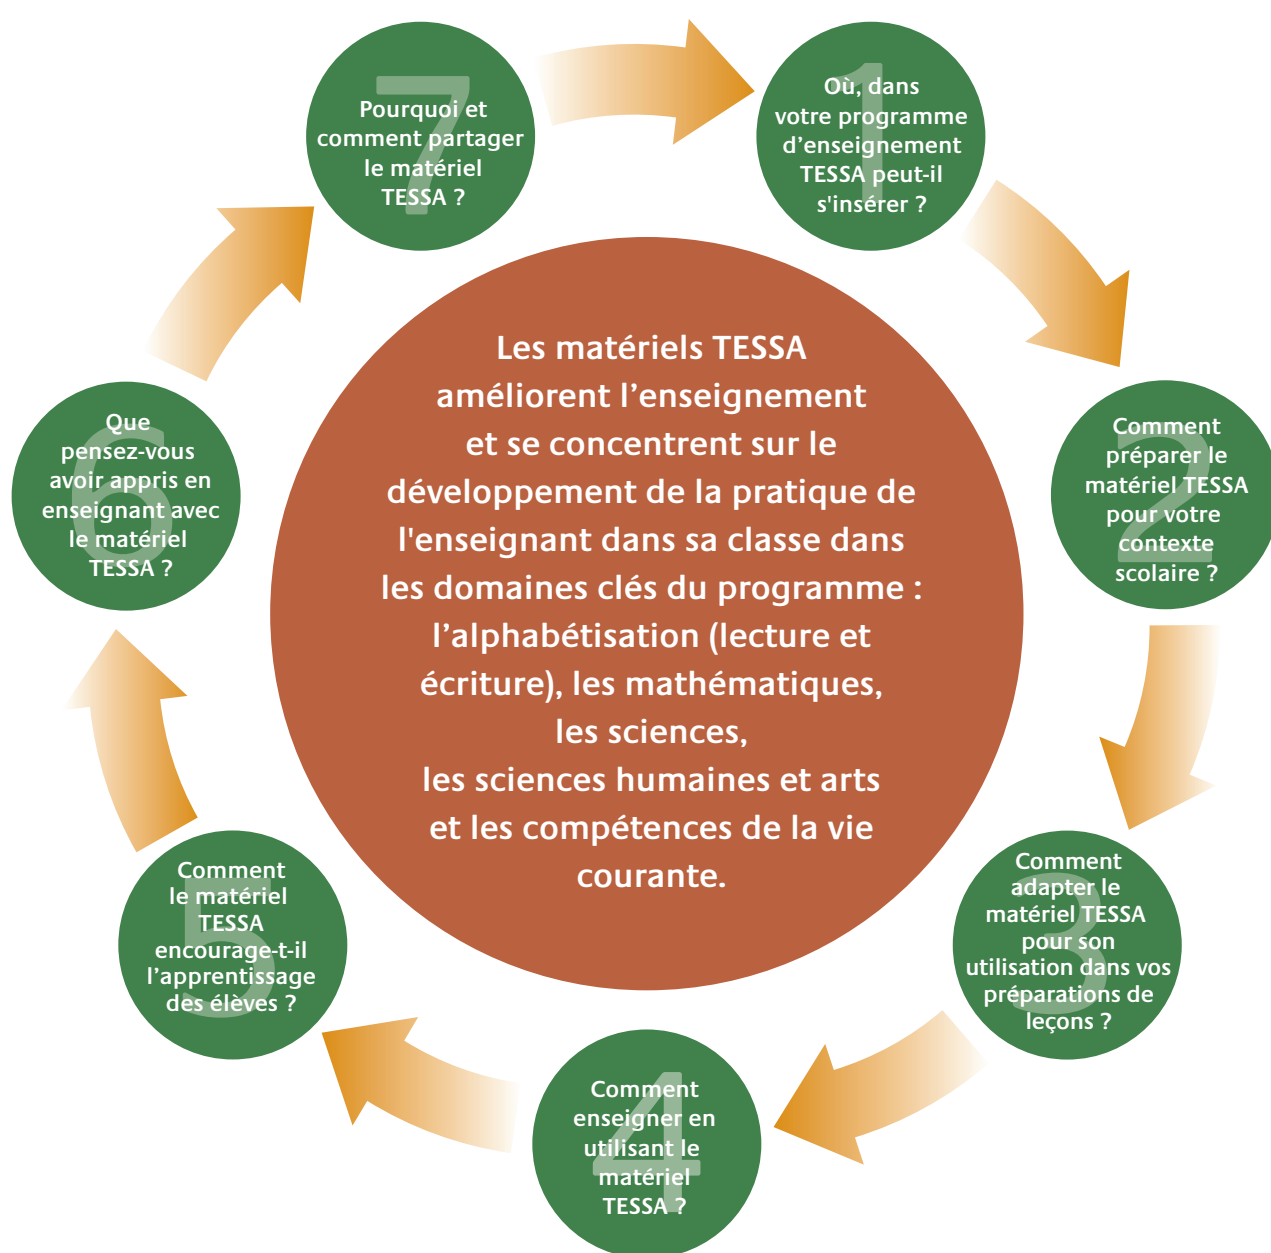 1
Où, dans
votre programme
d’enseignement
TESSA peut-il
s'insérer ?
2
Comment
préparer le
matériel TESSA
pour votre
contexte
scolaire ?
3
Comment
adapter le
matériel TESSA
pour son
utilisation dans vos
préparations de
leçons ?
4
Comment
enseigner en
utilisant le
matériel
TESSA ?
5
Comment
le matériel
TESSA
encourage-t-il
l’apprentissage
des élèves ?
6
Que
pensez-vous
avoir appris en
enseignant avec
le matériel
TESSA ?
7
Pourquoi et
comment partager
le matériel
TESSA ?
Les matériels TESSA
améliorent l’enseignement
et se concentrent sur le
développement de la pratique de
l'enseignant dans sa classe dans
les domaines clés du programme :
l’alphabétisation (lecture et
écriture), les mathématiques,
les sciences,
les sciences humaines et arts
et les compétences de la vie
courante.